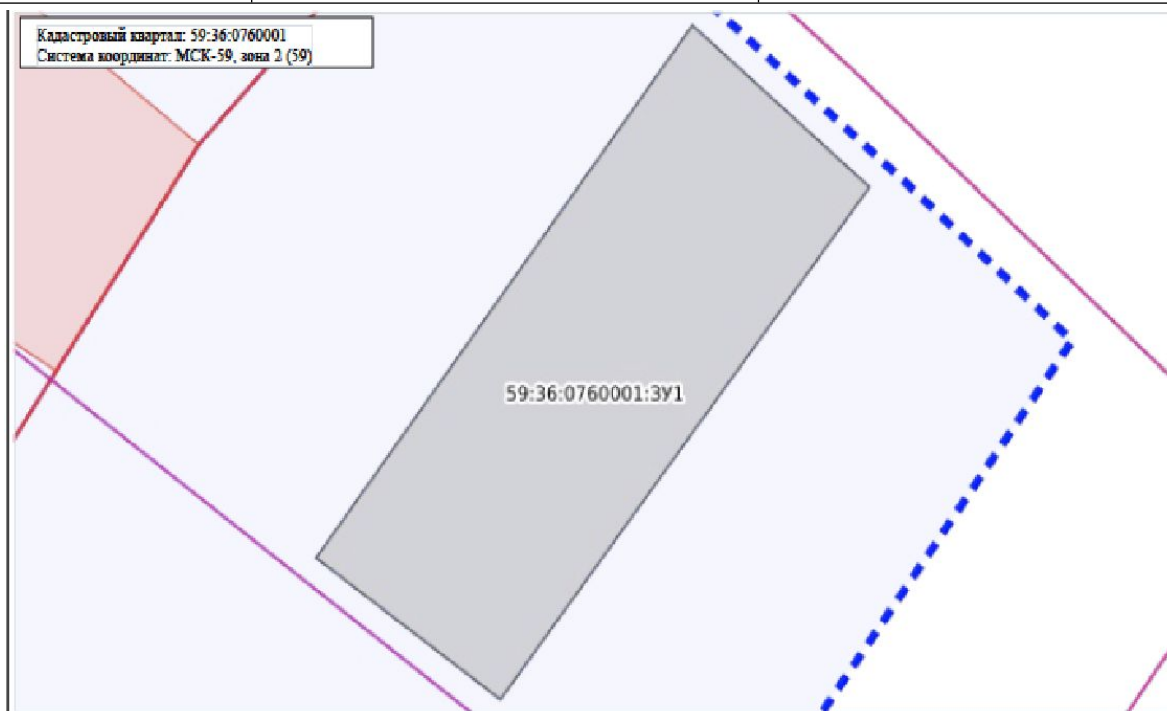 Кадастровый квартал: 59:36:0760001
Система координат: МСК-59, зона 2 (59)
59:36:0760001:ЗУ1